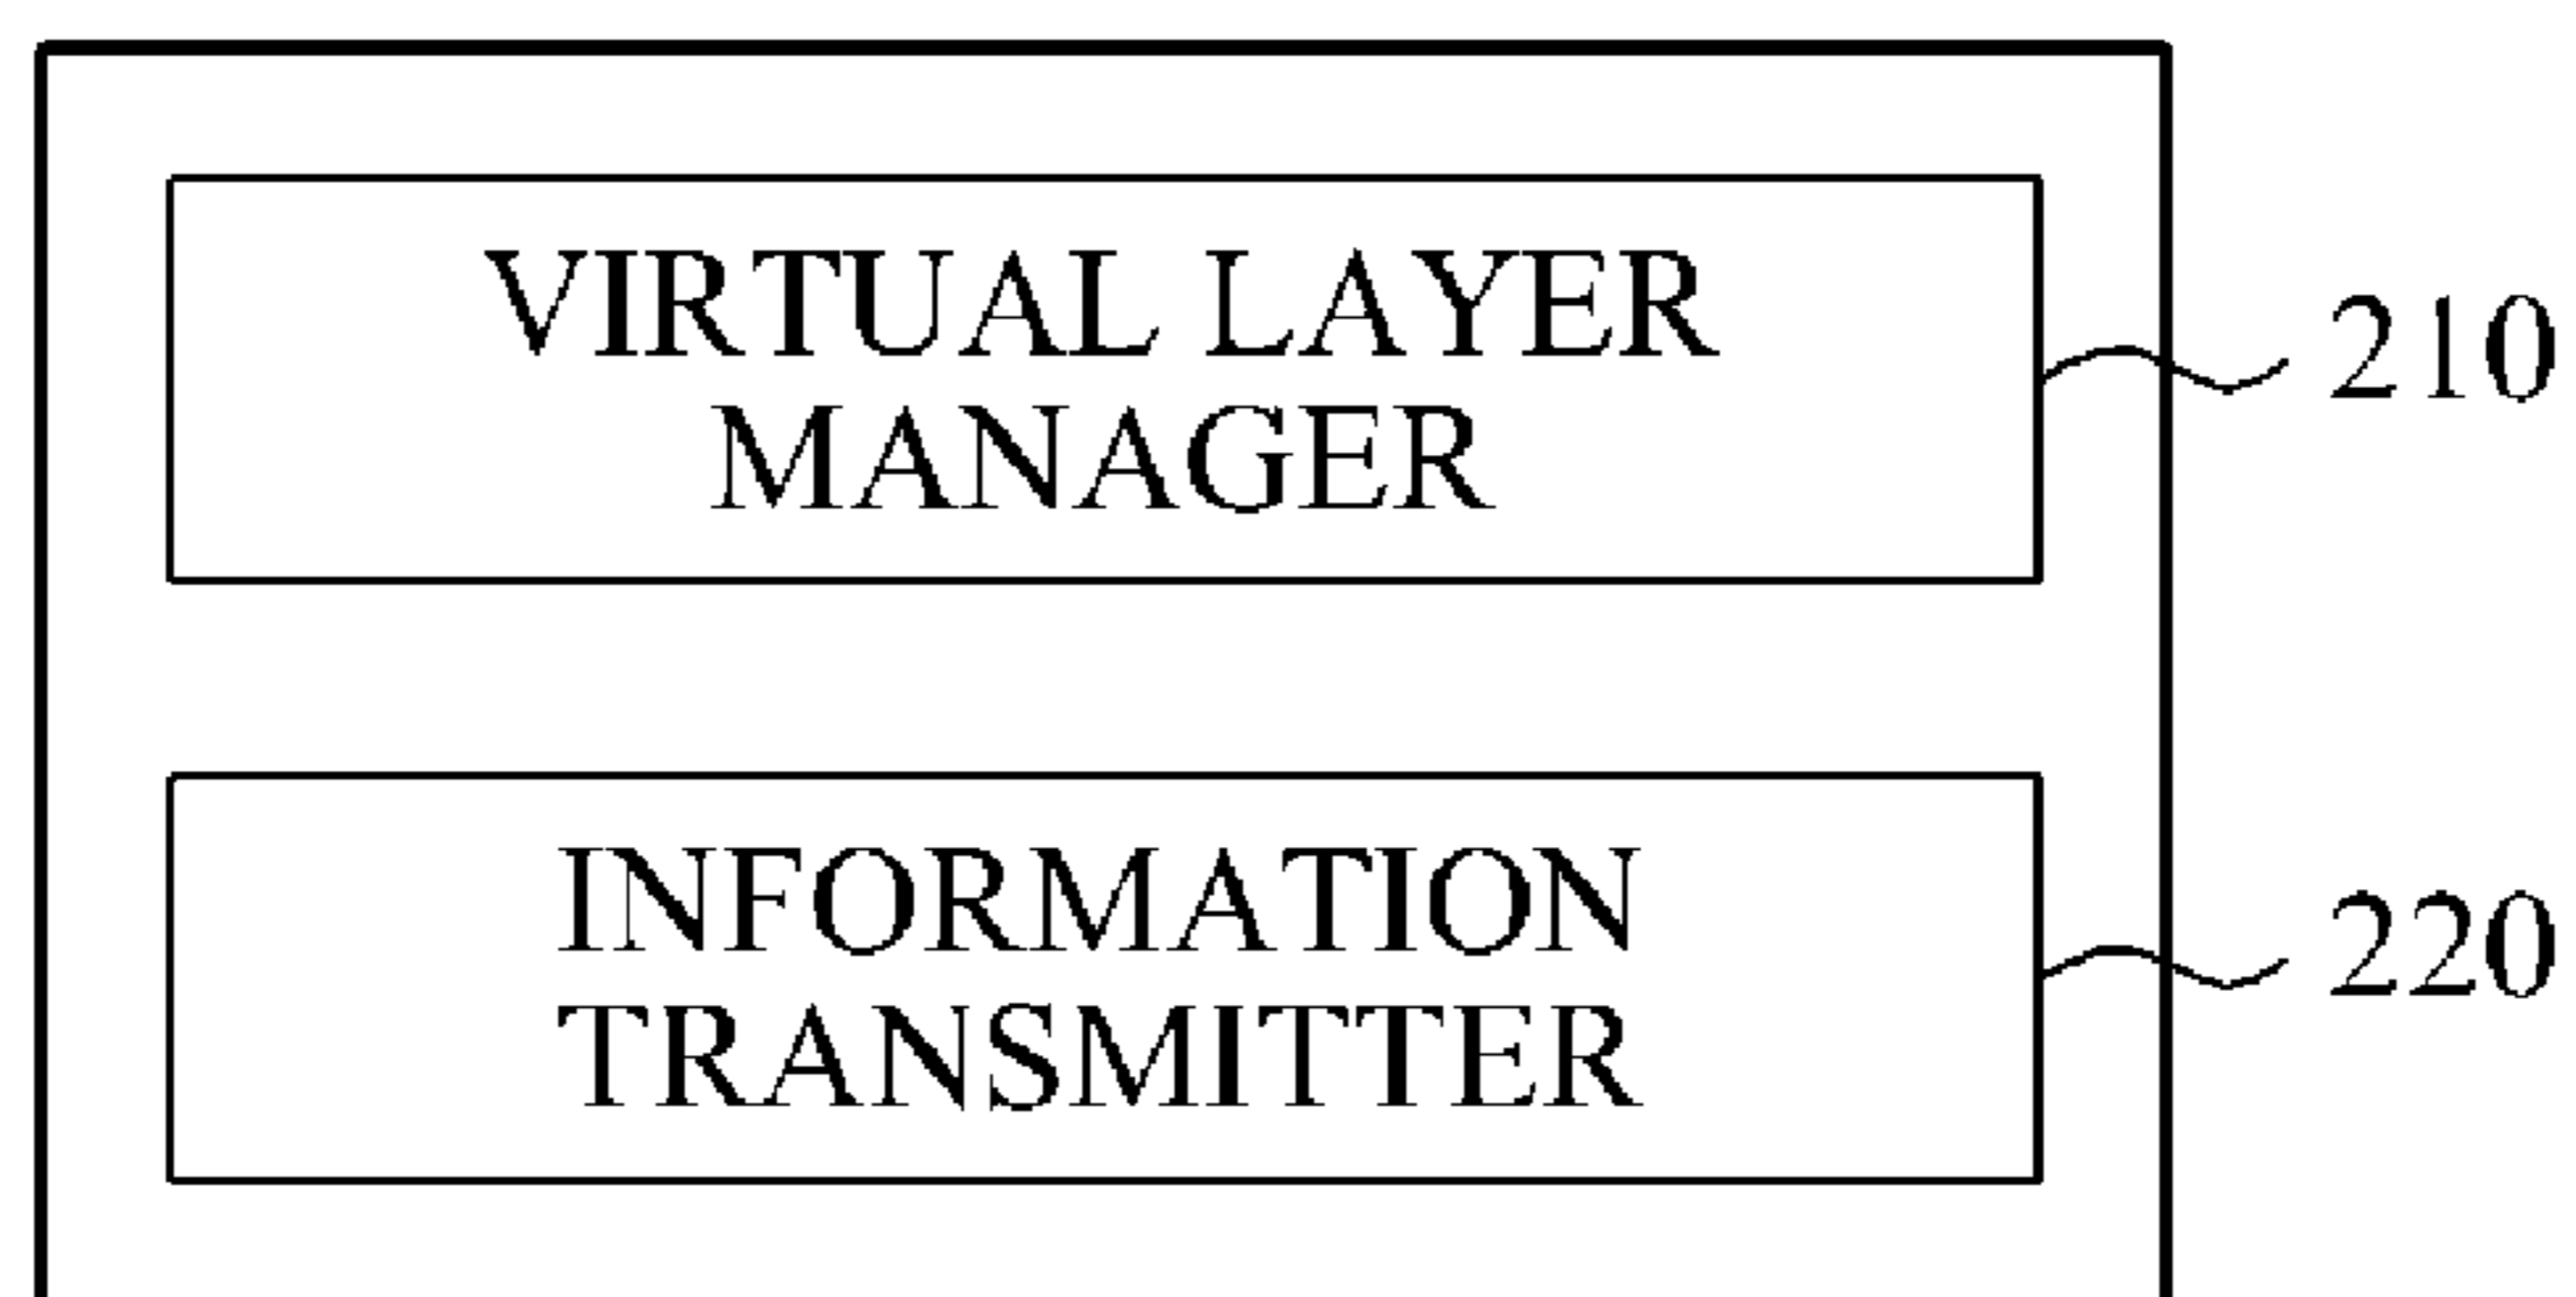 VIRTUAL LAYER
MANAGER
210
INFORMATION
TRANSMITTER
220